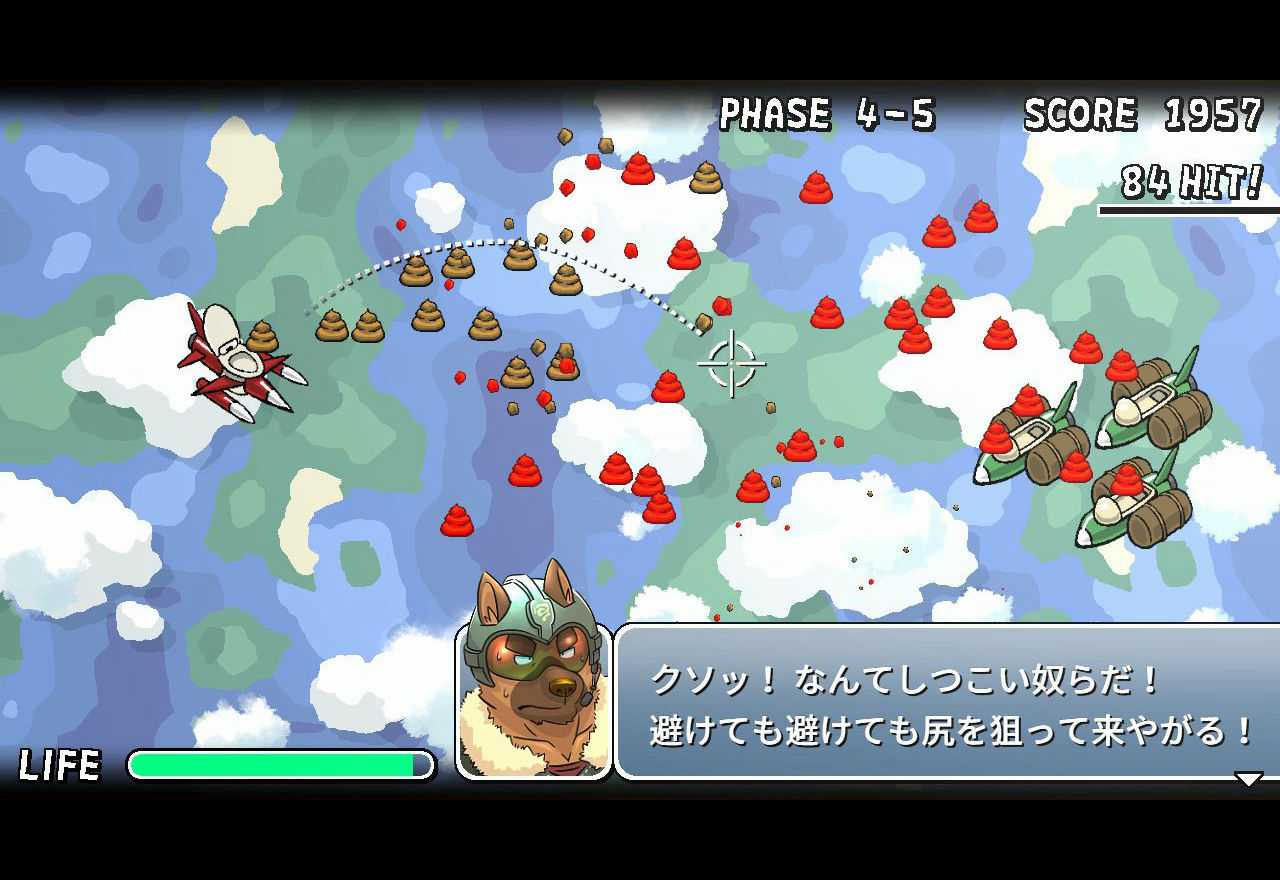 PHASE 4-5
SCORE 1957
84 HIT!
クソッ！なんてしつこい奴らだ！
避けても避けても尻を狙って来やがる！
LIFE